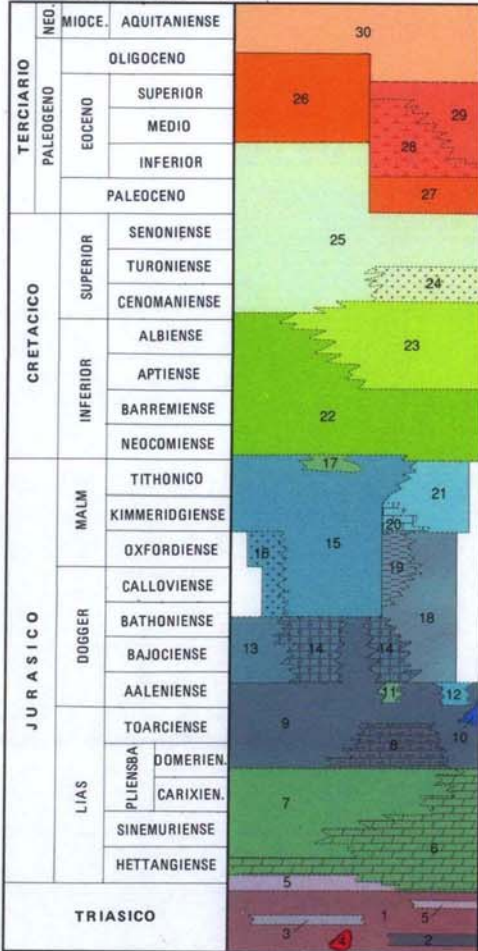 TERCIARIO
NEO.
MIOCE.
AQUITANIENSE
30
PALEOGENO
OLIGOCENO
EOCENO
SUPERIOR
26
29
MEDIO
28
INFERIOR
PALEOCENO
27
CRETACICO
SUPERIOR
SENONIENSE
25
TURONIENSE
24
CENOMANIENSE
INFERIOR
ALBIENSE
23
APTIENSE
BARREMIENSE
22
NEOCOMIENSE
JURASICO
MALM
TITHONICO
17
21
KIMMERIDGIENSE
20
OXFORDIENSE
16
15
19
DOGGER
CALLOVIENSE
18
BATHONIENSE
13
14
14
BAJOCIENSE
AALENIENSE
11
12
LIAS
TOARCIENSE
9
10
8
PLIENSBA
DOMERIEN.
CARIXIEN.
7
SINEMURIENSE
6
HETTANGIENSE
5
TRIASICO
1
5
3
4
2